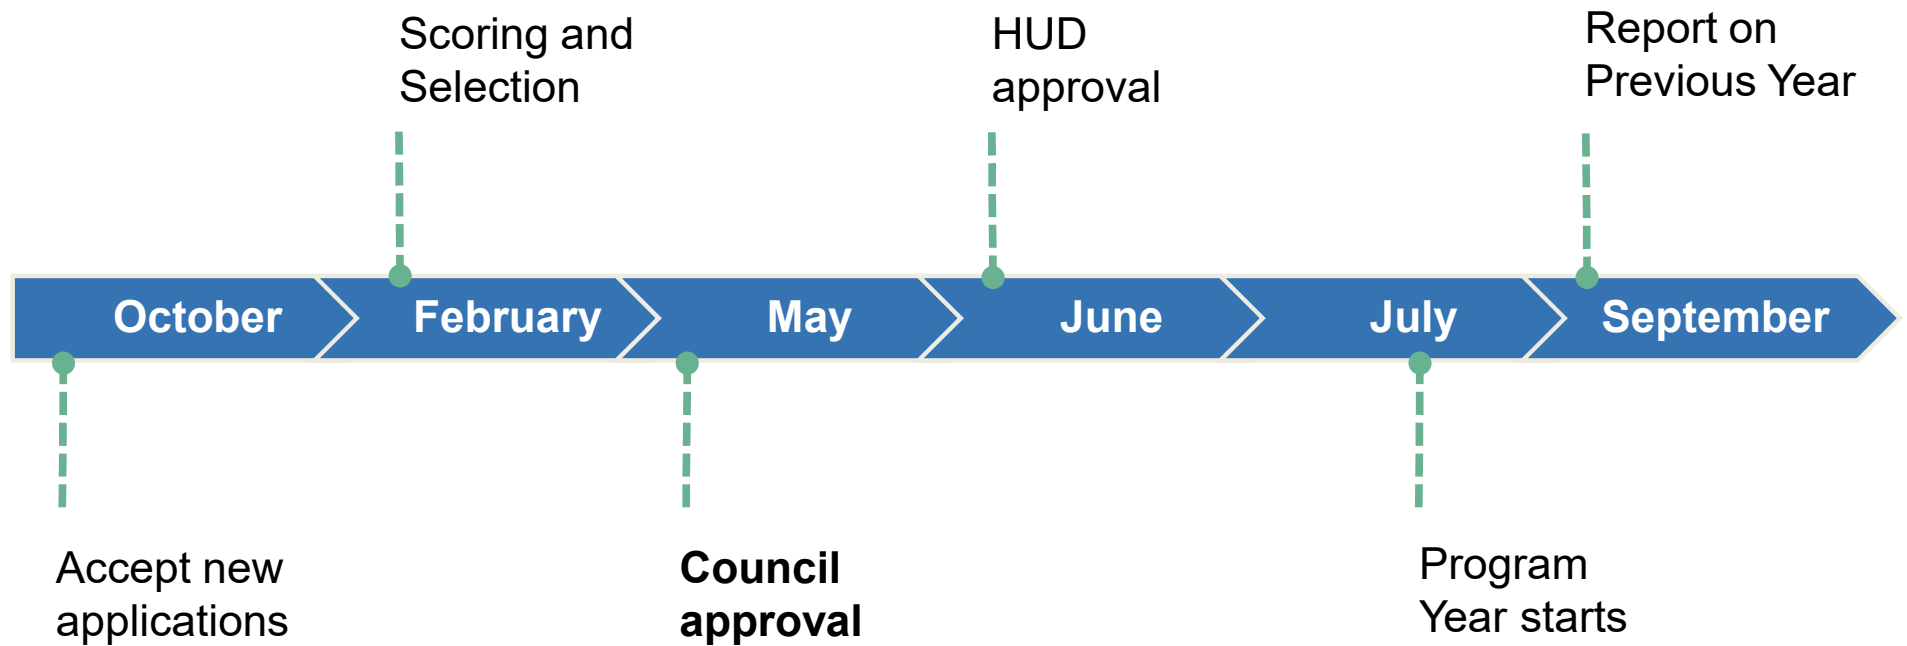 Scoring and
Selection
HUD
approval
Report on
Previous Year
October
February
May
June
July
September
Accept new
applications
Council
approval
Program
Year starts